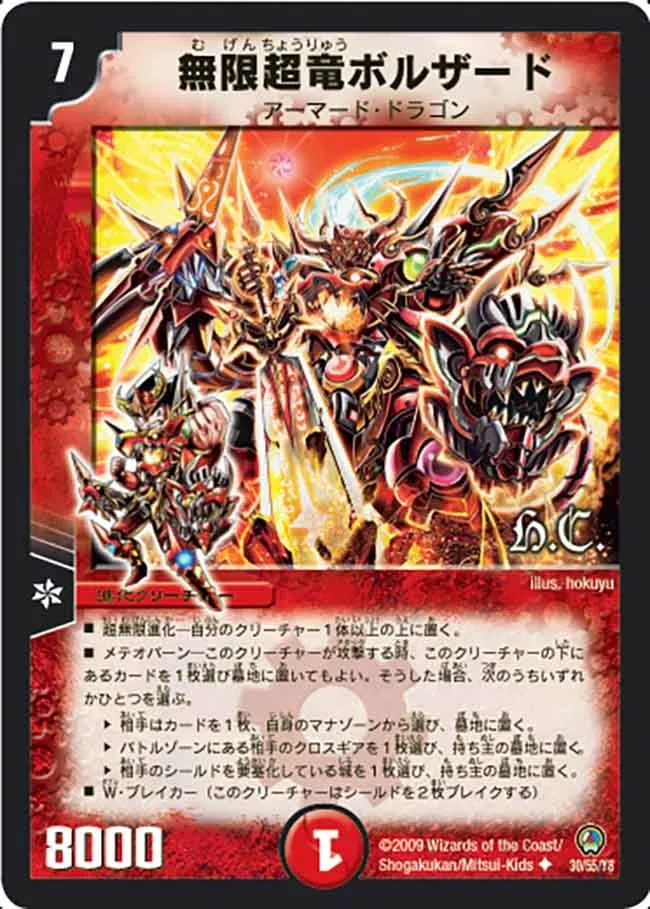 7
無限超竜ボルザード
むげんちょうりゅう
アーマード・ドラゴン
H.C.
illus. hokuyu
進化クリーチャー
■ 超無限進化―自分のクリーチャー1体以上の上に置く。
■ メテオバーン―このクリーチャーが攻撃する時、このクリーチャーの下に
あるカードを1枚選び墓地に置いてもよい。そうした場合、次のうちいずれ
かひとつを選ぶ。
▶ 相手はカードを1枚、自身のマナゾーンから選び、墓地に置く。
▶ バトルゾーンにある相手のクロスギアを1枚選び、持ち主の墓地に置く。
▶ 相手のシールドを要塞化している城を1枚選び、持ち主の墓地に置く。
■ W・ブレイカー（このクリーチャーはシールドを2枚ブレイクする）
8000
1
©2009 Wizards of the Coast/
Shogakukan/Mitsui-Kids
30/55/Y8